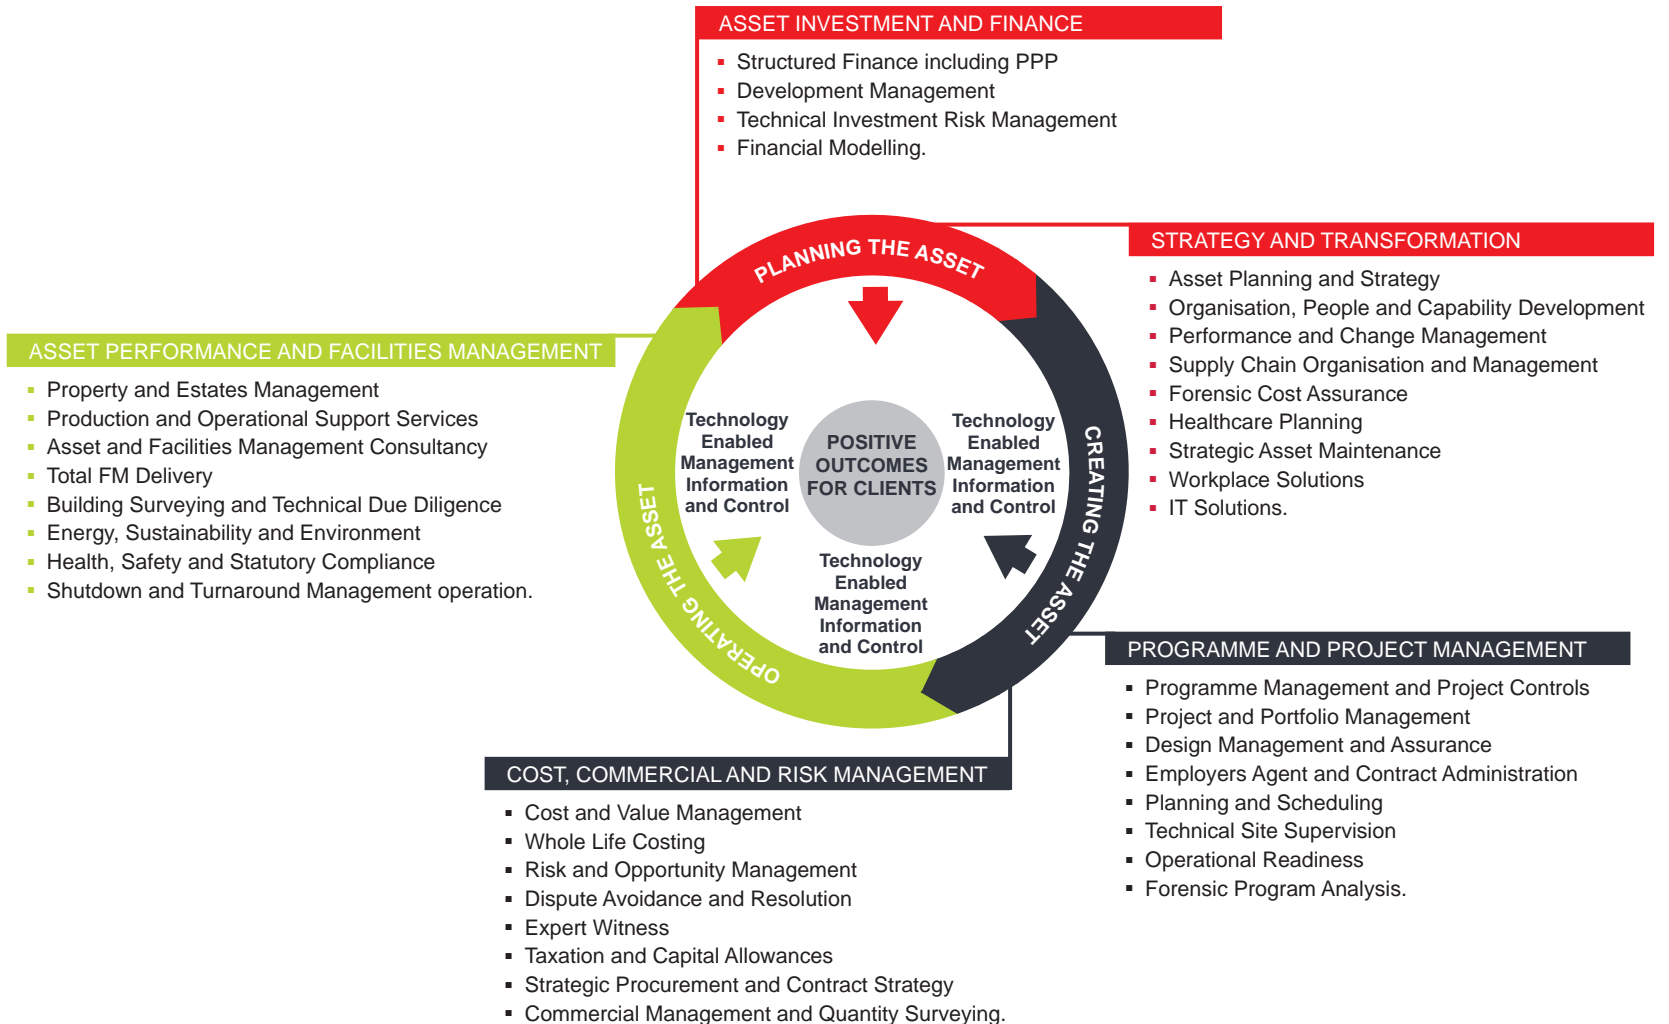 ASSET INVESTMENT AND FINANCE
▪ Structured Finance including PPP
▪ Development Management
▪ Technical Investment Risk Management
▪ Financial Modelling.
PLANNING THE ASSET
STRATEGY AND TRANSFORMATION
▪ Asset Planning and Strategy
▪ Organisation, People and Capability Development
▪ Performance and Change Management
▪ Supply Chain Organisation and Management
▪ Forensic Cost Assurance
▪ Healthcare Planning
▪ Strategic Asset Maintenance
▪ Workplace Solutions
▪ IT Solutions.
ASSET PERFORMANCE AND FACILITIES MANAGEMENT
▪ Property and Estates Management
▪ Production and Operational Support Services
▪ Asset and Facilities Management Consultancy
▪ Total FM Delivery
▪ Building Surveying and Technical Due Diligence
▪ Energy, Sustainability and Environment
▪ Health, Safety and Statutory Compliance
▪ Shutdown and Turnaround Management operation.
OPERATING THE ASSET
Technology
Enabled
Management
Information
and Control
POSITIVE
OUTCOMES
FOR CLIENTS
Technology
Enabled
Management
Information
and Control
Technology
Enabled
Management
Information
and Control
CREATING THE ASSET
PROGRAMME AND PROJECT MANAGEMENT
▪ Programme Management and Project Controls
▪ Project and Portfolio Management
▪ Design Management and Assurance
▪ Employers Agent and Contract Administration
▪ Planning and Scheduling
▪ Technical Site Supervision
▪ Operational Readiness
▪ Forensic Program Analysis.
COST, COMMERCIAL AND RISK MANAGEMENT
▪ Cost and Value Management
▪ Whole Life Costing
▪ Risk and Opportunity Management
▪ Dispute Avoidance and Resolution
▪ Expert Witness
▪ Taxation and Capital Allowances
▪ Strategic Procurement and Contract Strategy
▪ Commercial Management and Quantity Surveying.